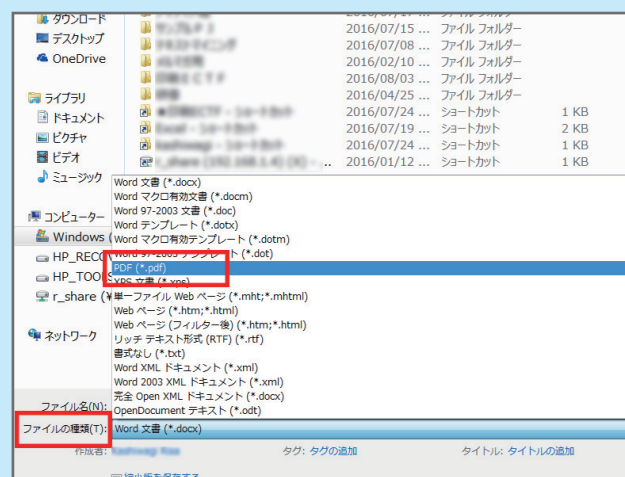 ダウンロード
2016/07/15 ... ファイル フォルダー
デスクトップ
2016/07/08 ... ファイル フォルダー
OneDrive
2016/02/10 ... ファイル フォルダー
2016/08/03 ... ファイル フォルダー
ライブラリ
2016/04/25 ... ファイル フォルダー
ドキュメント
2016/07/24 ... ショートカット 1 KB
ピクチャ
2016/07/19 ... ショートカット 2 KB
ビデオ
2016/07/24 ... ショートカット 1 KB
2016/01/12 ... ショートカット 1 KB
ミュージック
Word 文書 (*.docx)
Word マクロ有効文書 (*.docm)
Word 97-2003 文書 (*.doc)
コンピューター
Word テンプレート (*.dotx)
Windows (
Word マクロ有効テンプレート (*.dotm)
Word 97-2003 テンプレート (*.dot)
HP_RECO
PDF (*.pdf)
HP_TOOLS
XPS 文書 (*.xps)
r_share (¥
単一ファイル Web ページ (*.mht;*.mhtml)
Web ページ (*.htm;*.html)
Web ページ (フィルター後) (*.htm;*.html)
ネットワーク
リッチ テキスト形式 (RTF) (*.rtf)
書式なし (*.txt)
Word XML ドキュメント (*.xml)
Word 2003 XML ドキュメント (*.xml)
完全 Open XML ドキュメント (*.docx)
ファイル名(N):
OpenDocument テキスト (*.odt)
ファイルの種類(T): Word 文書 (*.docx)
作成者: タグ: タグの追加 タイトル: タイトルの追加
縮小版を保存する